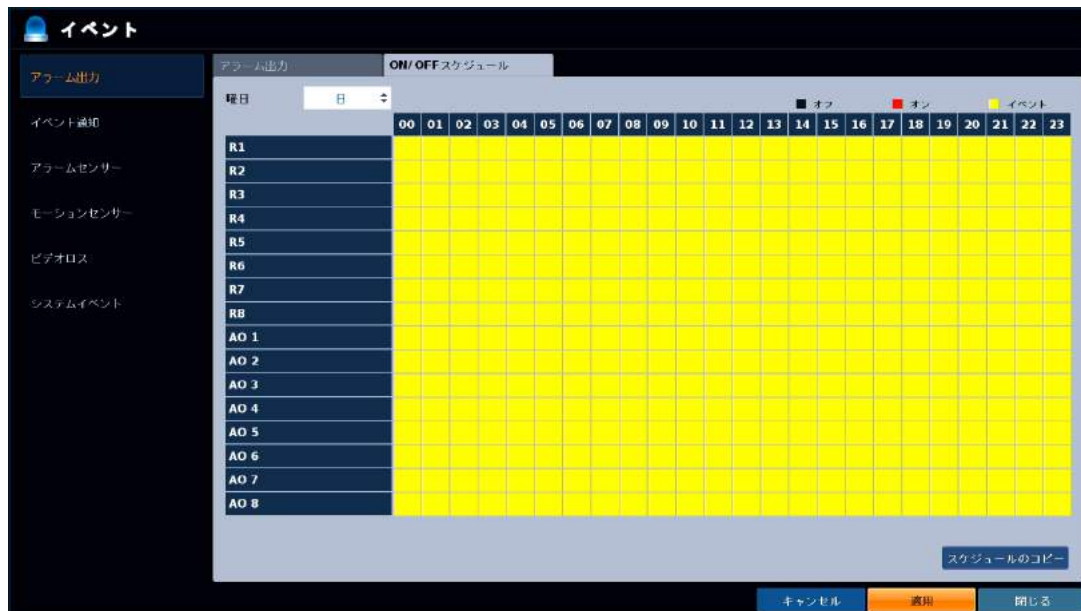 イベント
アラーム出力
イベント通知
アラームセンサー
モーションセンサー
ビデオロス
システムイベント
アラーム出力 ON/OFFスケジュール
曜日 日
オフ オン イベント
00 01 02 03 04 05 06 07 08 09 10 11 12 13 14 15 16 17 18 19 20 21 22 23
R1
R2
R3
R4
R5
R6
R7
R8
AO 1
AO 2
AO 3
AO 4
AO 5
AO 6
AO 7
AO 8
スケジュールのコピー
キャンセル 適用 閉じる